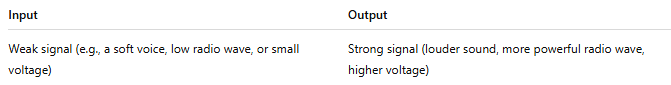 Input Output
Weak signal (e.g., a soft voice, low radio wave, or small
voltage)
Strong signal (louder sound, more powerful radio wave,
higher voltage)